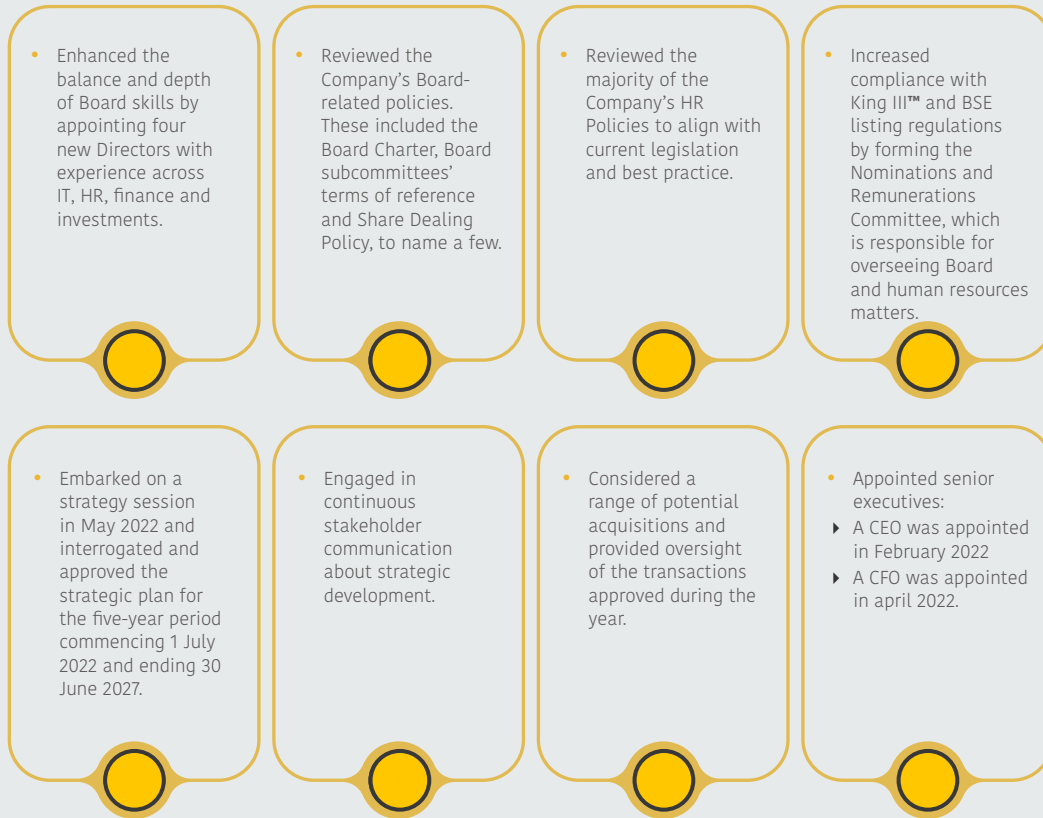 • Enhanced the
balance and depth
of Board skills by
appointing four
new Directors with
experience across
IT, HR, finance and
investments.
• Reviewed the
Company's Board-
related policies.
These included the
Board Charter, Board
subcommittees'
terms of reference
and Share Dealing
Policy, to name a few.
• Reviewed the
majority of the
Company's HR
Policies to align with
current legislation
and best practice.
• Increased
compliance with
King III™ and BSE
listing regulations
by forming the
Nominations and
Remunerations
Committee, which
is responsible for
overseeing Board
and human resources
matters.
• Embarked on a
strategy session
in May 2022 and
interrogated and
approved the
strategic plan for
the five-year period
commencing 1 July
2022 and ending 30
June 2027.
• Engaged in
continuous
stakeholder
communication
about strategic
development.
• Considered a
range of potential
acquisitions and
provided oversight
of the transactions
approved during the
year.
• Appointed senior
executives:
▸ A CEO was appointed
in February 2022
▸ A CFO was appointed
in april 2022.